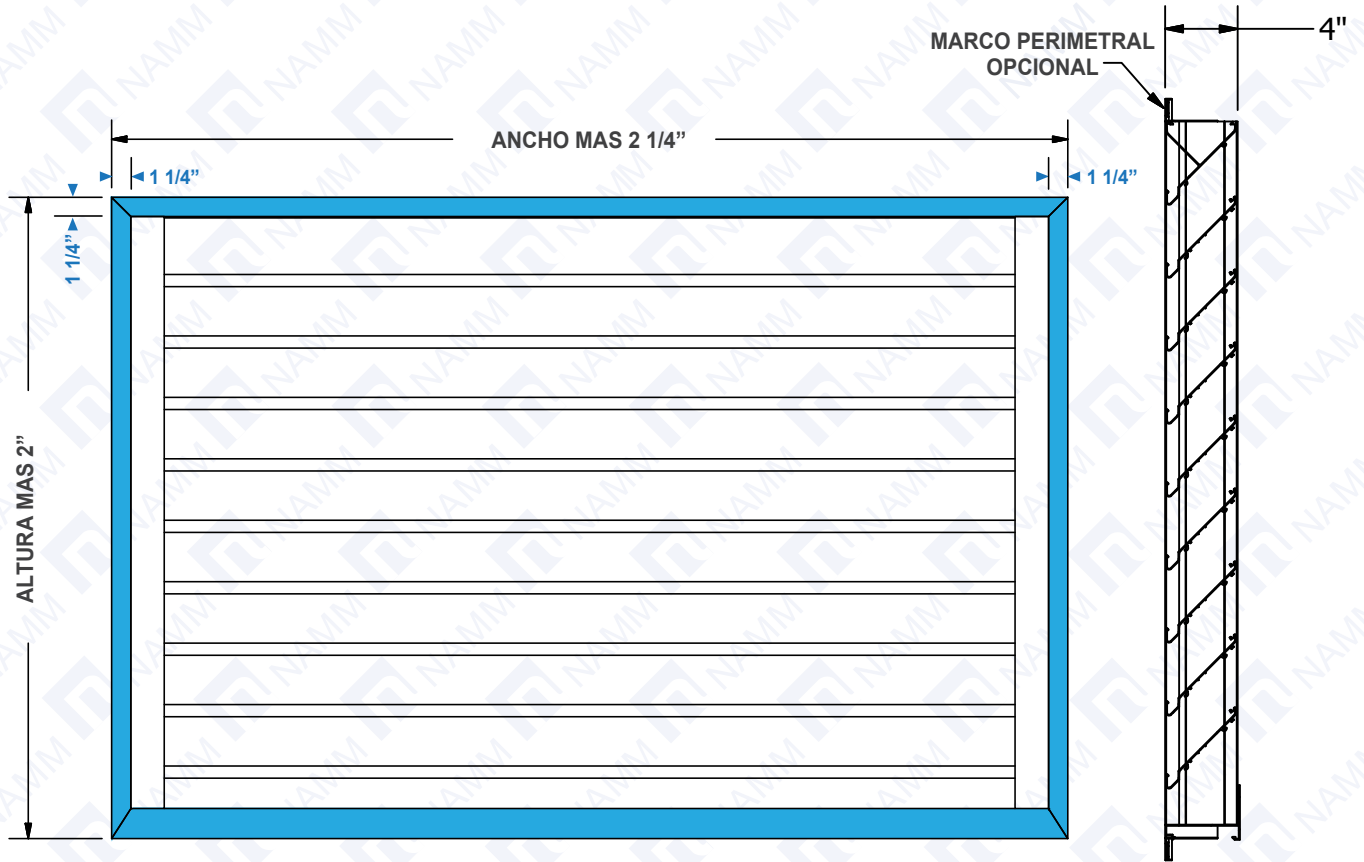 4"
MARCO PERIMETRAL
OPCIONAL
ANCHO MAS 2 1/4”
1 1/4”
1 1/4”
1 1/4”
ALTURA MAS 2”
NAMM